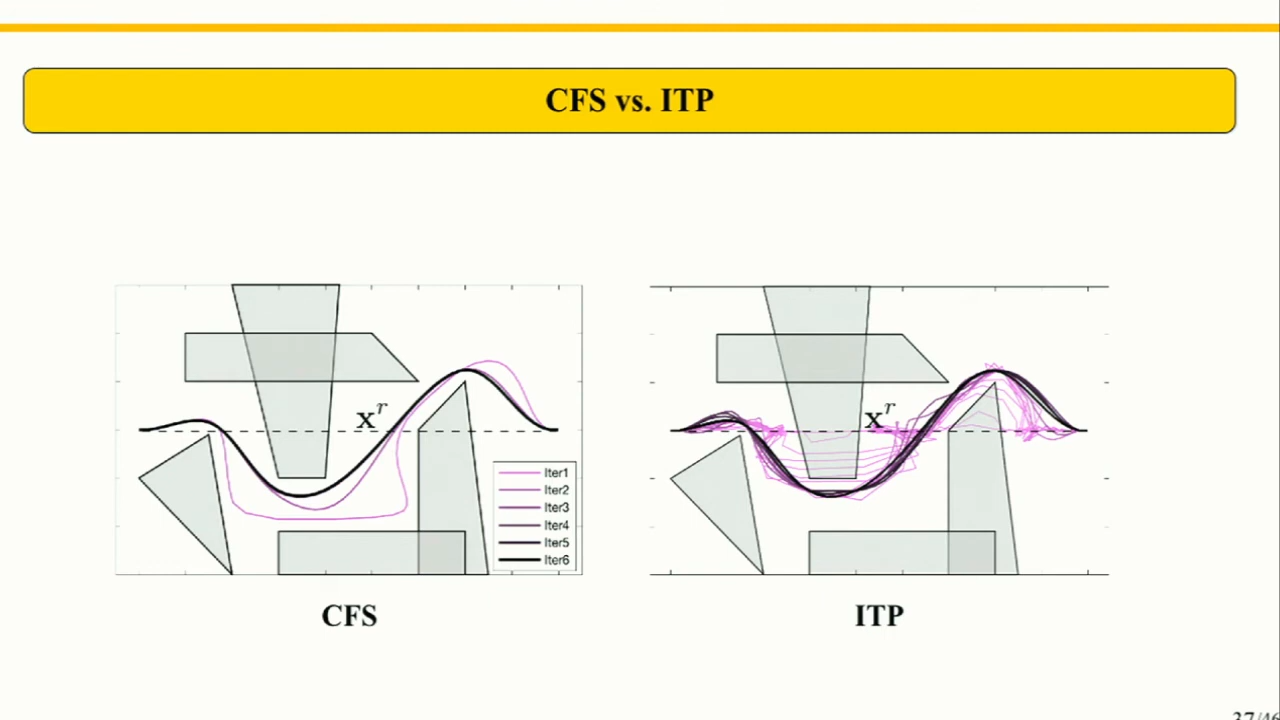 CFS vs. ITP
x^r
Iter1
Iter2
Iter3
Iter4
Iter5
Iter6
x^r
CFS
ITP